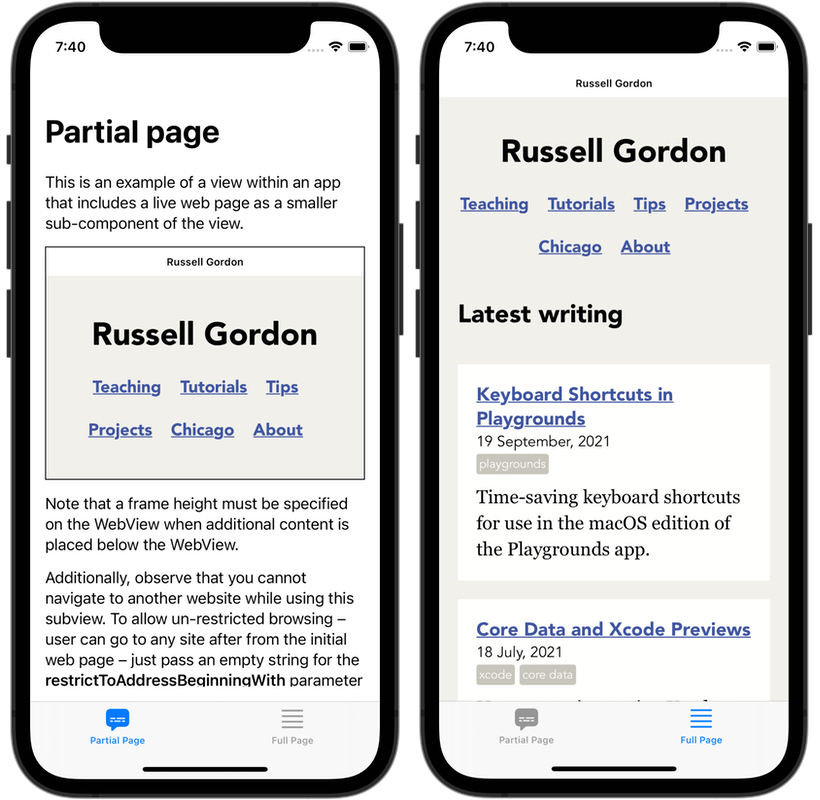 7:40
Partial page
This is an example of a view within an app
that includes a live web page as a smaller
sub-component of the view.
Russell Gordon
Russell Gordon
Teaching Tutorials Tips
Projects Chicago About
Note that a frame height must be specified
on the WebView when additional content is
placed below the WebView.
Additionally, observe that you cannot
navigate to another website while using this
subview. To allow un-restricted browsing –
user can go to any site after from the initial
web page – just pass an empty string for the
restrictToAddressBeginningWith parameter
Partial Page Full Page
7:40
Russell Gordon
Russell Gordon
Teaching Tutorials Tips Projects
Chicago About
Latest writing
Keyboard Shortcuts in
Playgrounds
19 September, 2021
playgrounds
Time-saving keyboard shortcuts
for use in the macOS edition of
the Playgrounds app.
Core Data and Xcode Previews
18 July, 2021
xcode core data
Partial Page Full Page